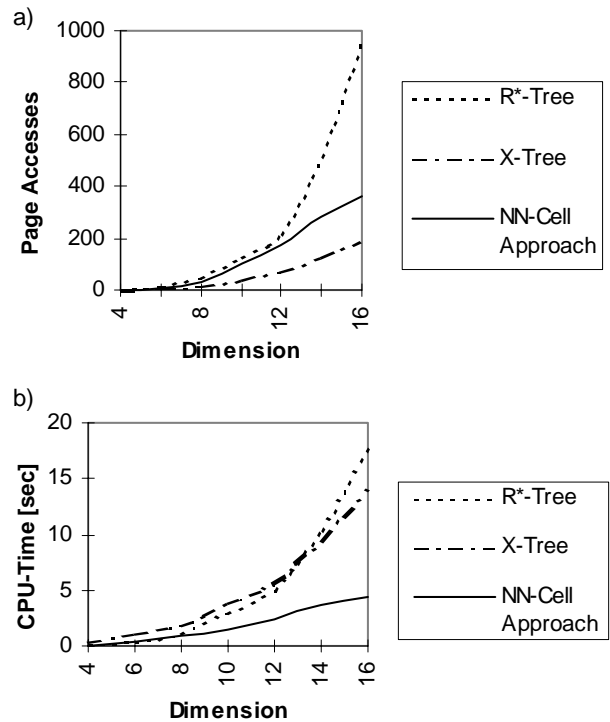 a)
1000
800
600
400
200
0
Page Accesses
4
8
12
16
Dimension
R*-Tree
X-Tree
NN-Cell
Approach
b)
20
15
10
5
0
CPU-Time [sec]
4
6
8
10
12
14
16
Dimension
R*-Tree
X-Tree
NN-Cell
Approach